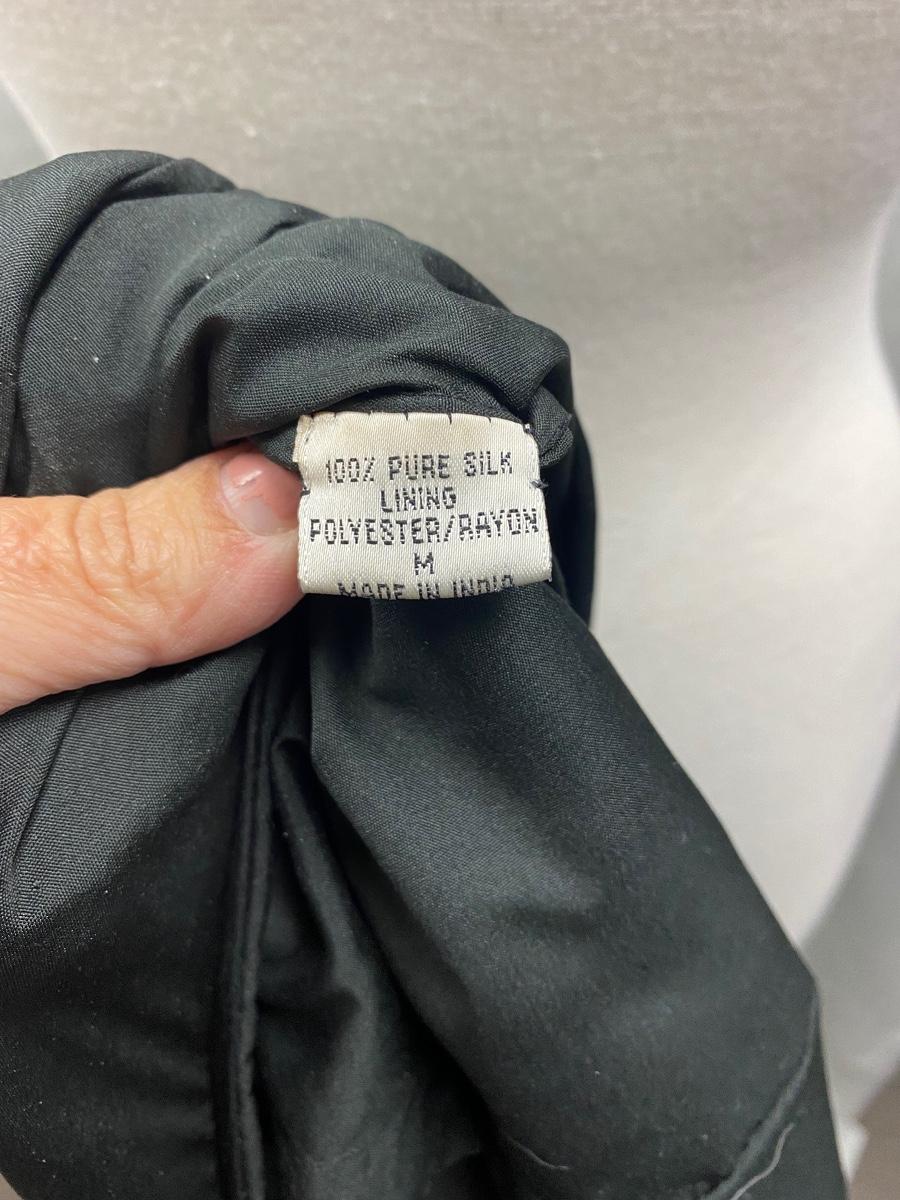 100% PURE SILK
LINING
POLYESTER/RAYON
M
MADE IN INDIA